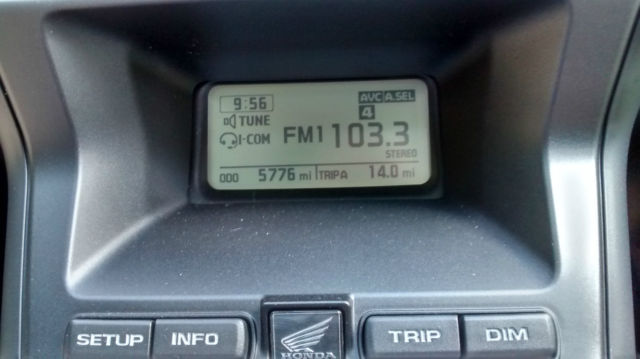 9:56 AVC A.SEL
TUNE 4
I-COM FM1 103.3
STEREO
ODO 5776 mi TRIP A 14.0 mi
SETUP INFO HONDA TRIP DIM